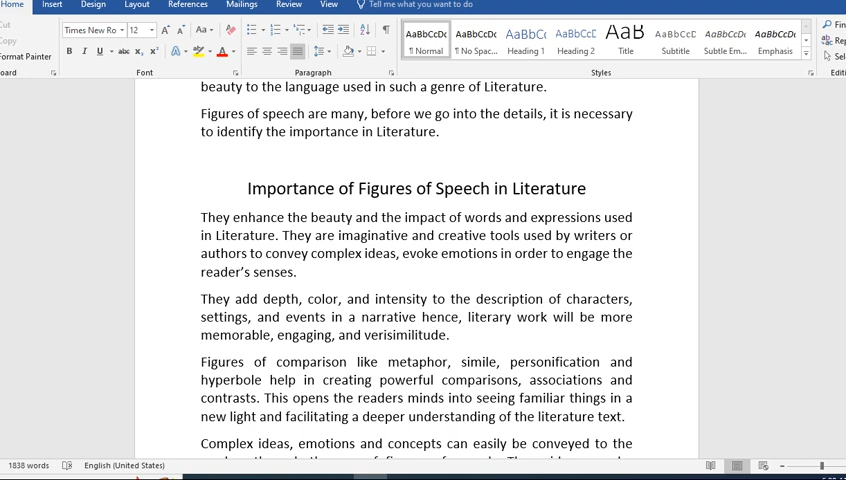 Home Insert Design Layout References Mailings Review View Tell me what you want to do
Cut
Copy
Format Painter
Times New Ro 12 A A Aa
B I U abc x₂ x² A A
AaBbCcDc AaBbCcDc AaBbCcD AaBbCcD AaB AaBbCcD AaBbCcDc AaBbCcDc
¶ Normal ¶ No Spac... Heading 1 Heading 2 Title Subtitle Subtle Em... Emphasis
Font Paragraph Styles
beauty to the language used in such a genre of Literature.
Figures of speech are many, before we go into the details, it is necessary
to identify the importance in Literature.
Importance of Figures of Speech in Literature
They enhance the beauty and the impact of words and expressions used
in Literature. They are imaginative and creative tools used by writers or
authors to convey complex ideas, evoke emotions in order to engage the
reader’s senses.
They add depth, color, and intensity to the description of characters,
settings, and events in a narrative hence, literary work will be more
memorable, engaging, and verisimilitude.
Figures of comparison like metaphor, simile, personification and
hyperbole help in creating powerful comparisons, associations and
contrasts. This opens the readers minds into seeing familiar things in a
new light and facilitating a deeper understanding of the literature text.
Complex ideas, emotions and concepts can easily be conveyed to the
1838 words English (United States)